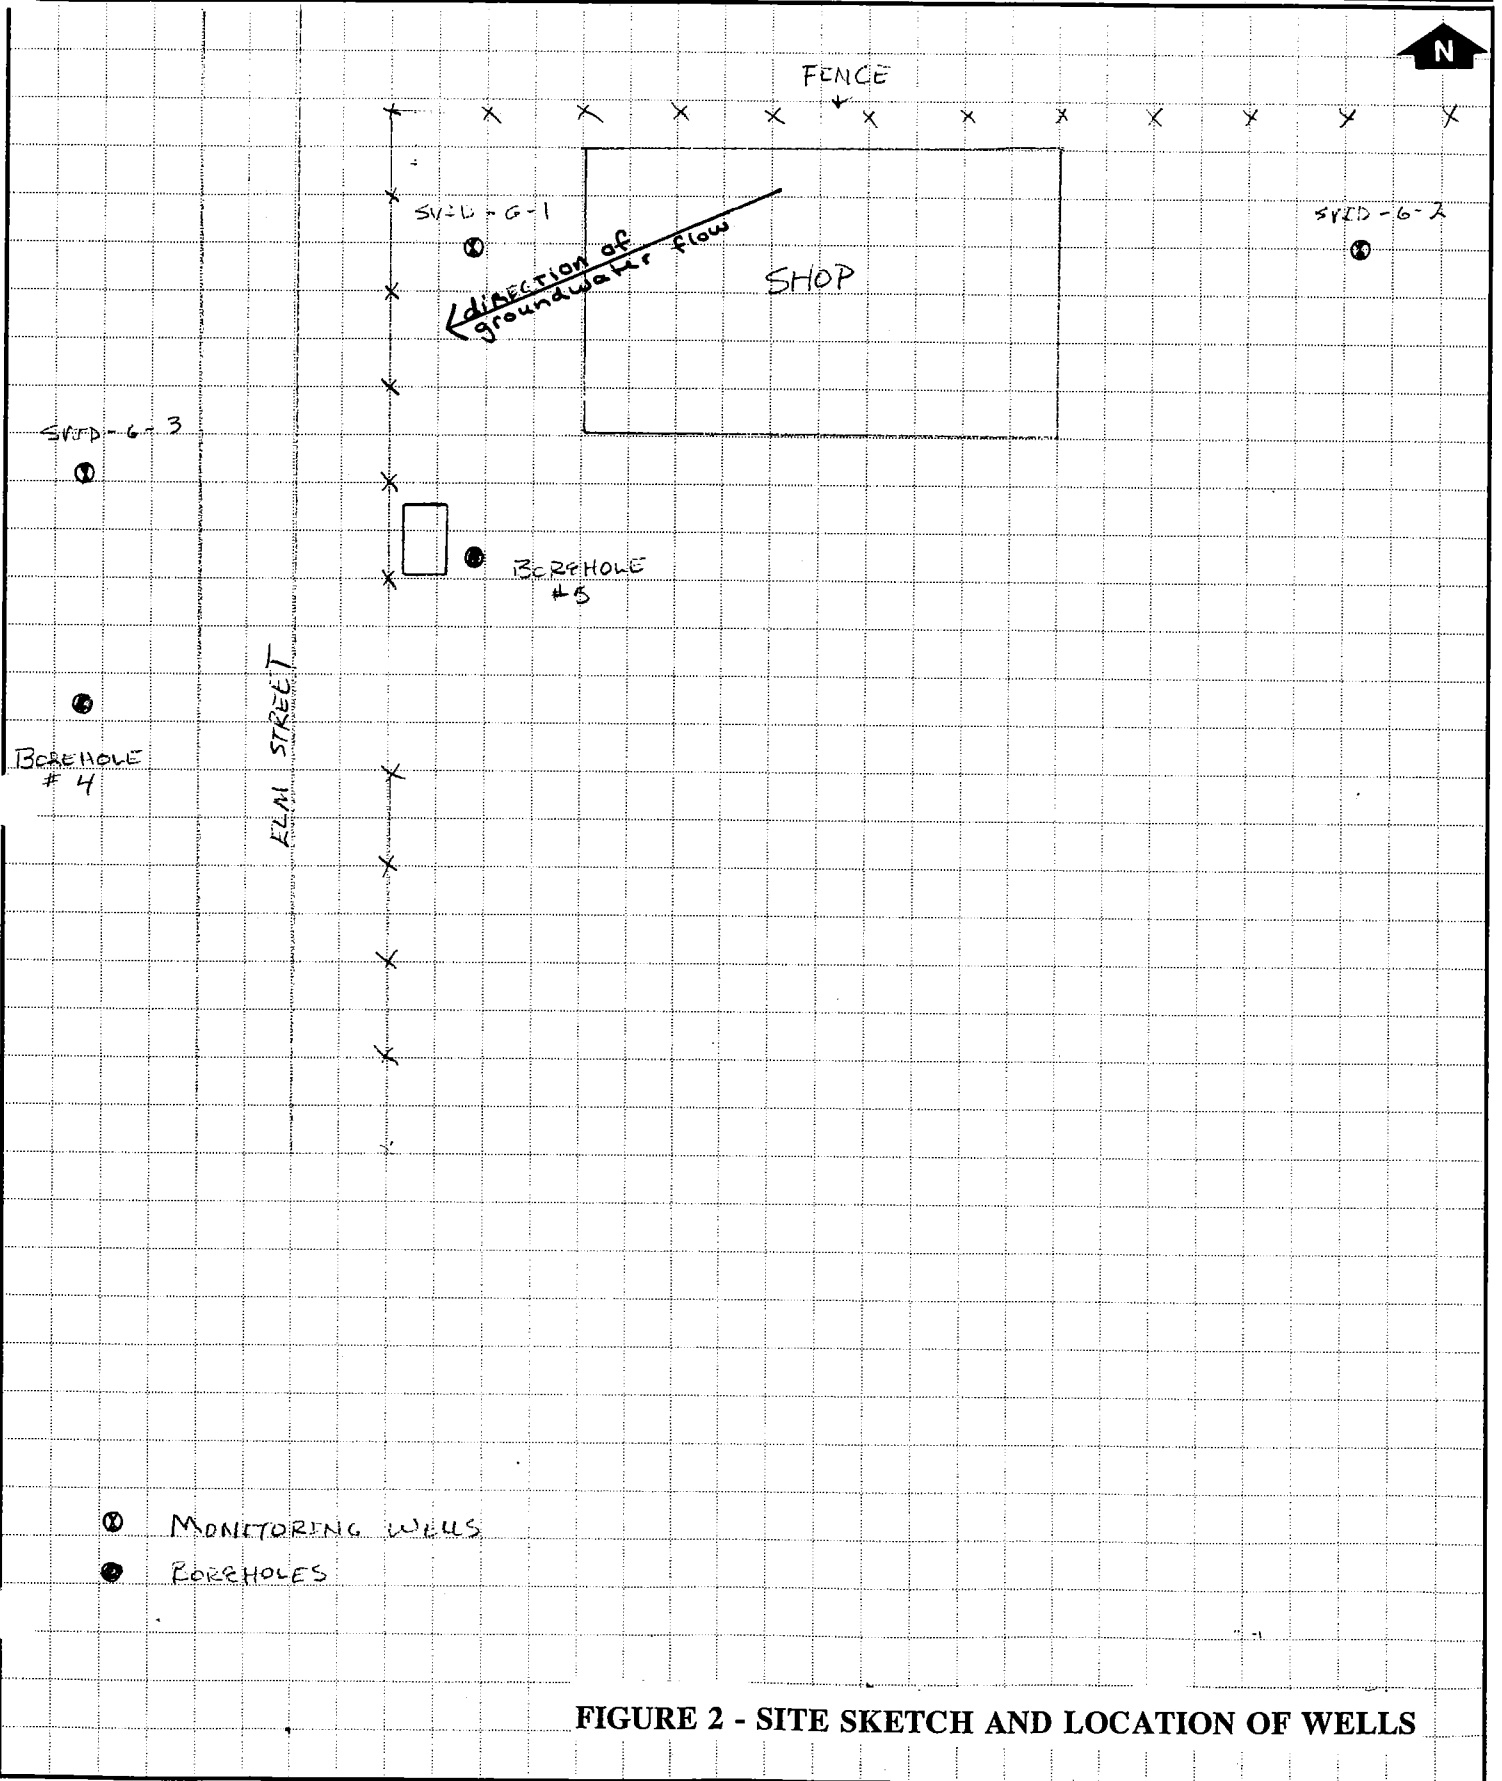 N
FENCE
SVID-6-1
SVID-6-2
direction of
groundwater flow
SHOP
SVID-6-3
BOREHOLE
#5
ELM STREET
BOREHOLE
# 4
MONITORING WELLS
BOREHOLES
FIGURE 2 - SITE SKETCH AND LOCATION OF WELLS